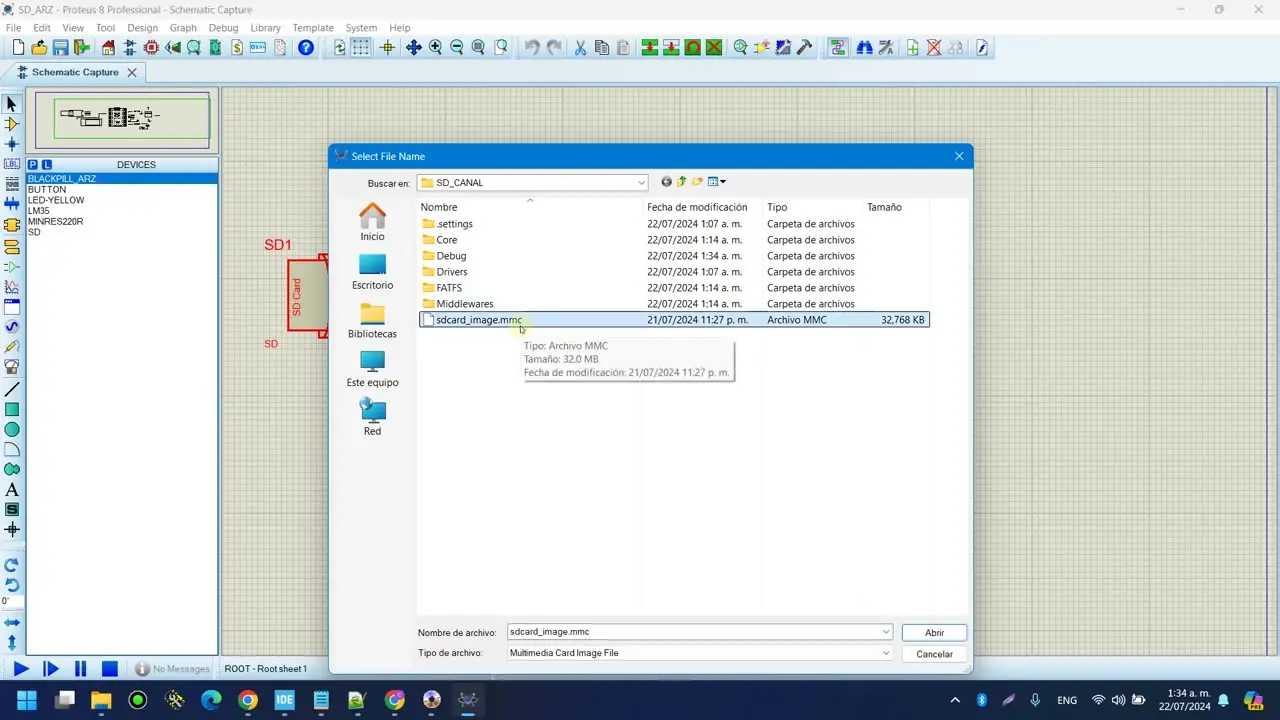 SD_ARZ - Proteus 8 Professional - Schematic Capture
File Edit View Tool Design Graph Debug Library Template System Help
Schematic Capture
P L DEVICES
BLACKPILL_ARZ
BUTTON
LED-YELLOW
LM35
MINRES220R
SD
SD1
SD Card
SD
Select File Name
Buscar en: SD_CANAL
Nombre Fecha de modificación Tipo Tamaño
.settings 22/07/2024 1:07 a. m. Carpeta de archivos
Core 22/07/2024 1:14 a. m. Carpeta de archivos
Debug 22/07/2024 1:34 a. m. Carpeta de archivos
Drivers 22/07/2024 1:07 a. m. Carpeta de archivos
FATFS 22/07/2024 1:14 a. m. Carpeta de archivos
Middlewares 22/07/2024 1:14 a. m. Carpeta de archivos
sdcard_image.mmc 21/07/2024 11:27 p. m. Archivo MMC 32,768 KB
Tipo: Archivo MMC
Tamaño: 32.0 MB
Fecha de modificación: 21/07/2024 11:27 p. m.
Inicio
Escritorio
Bibliotecas
Este equipo
Red
Nombre de archivo: sdcard_image.mmc Abrir
Tipo de archivo: Multimedia Card Image File Cancelar
LBL
A
S
0°
No Messages ROOT - Root sheet 1
IDE
ENG
1:34 a. m.
22/07/2024